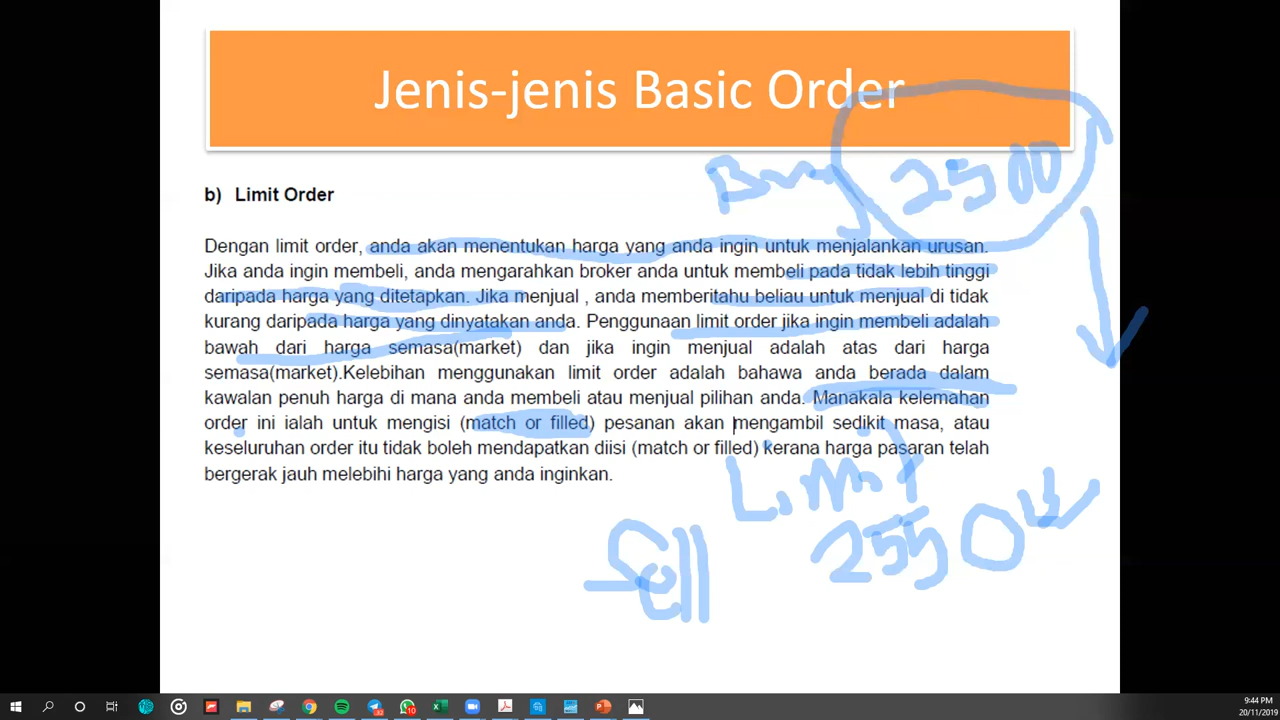 Jenis-jenis Basic Order
Buy 2500
b) Limit Order
Dengan limit order, anda akan menentukan harga yang anda ingin untuk menjalankan urusan.
Jika anda ingin membeli, anda mengarahkan broker anda untuk membeli pada tidak lebih tinggi
daripada harga yang ditetapkan. Jika menjual , anda memberitahu beliau untuk menjual di tidak
kurang daripada harga yang dinyatakan anda. Penggunaan limit order jika ingin membeli adalah
bawah dari harga semasa(market) dan jika ingin menjual adalah atas dari harga
semasa(market).Kelebihan menggunakan limit order adalah bahawa anda berada dalam
kawalan penuh harga di mana anda membeli atau menjual pilihan anda. Manakala kelemahan
order ini ialah untuk mengisi (match or filled) pesanan akan mengambil sedikit masa, atau
keseluruhan order itu tidak boleh mendapatkan diisi (match or filled) kerana harga pasaran telah
bergerak jauh melebihi harga yang anda inginkan.
Limit
Sell 2550
9:44 PM
20/11/2019